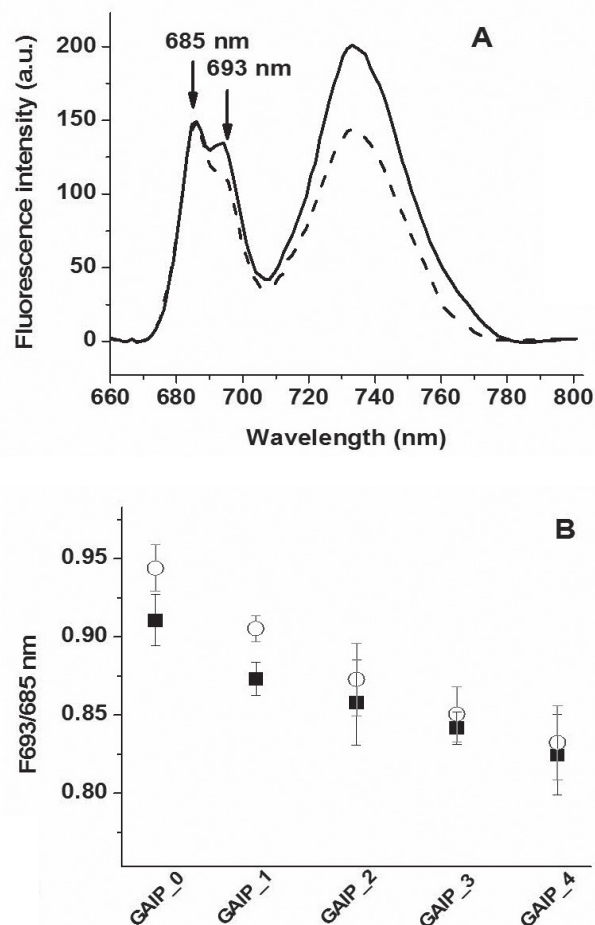 A
685 nm
693 nm
Fluorescence intensity (a.u.)
200
150
100
50
0
660 680 700 720 740 760 780 800
Wavelength (nm)
B
F693/685 nm
0.95
0.90
0.85
0.80
GAIP_0 GAIP_1 GAIP_2 GAIP_3 GAIP_4